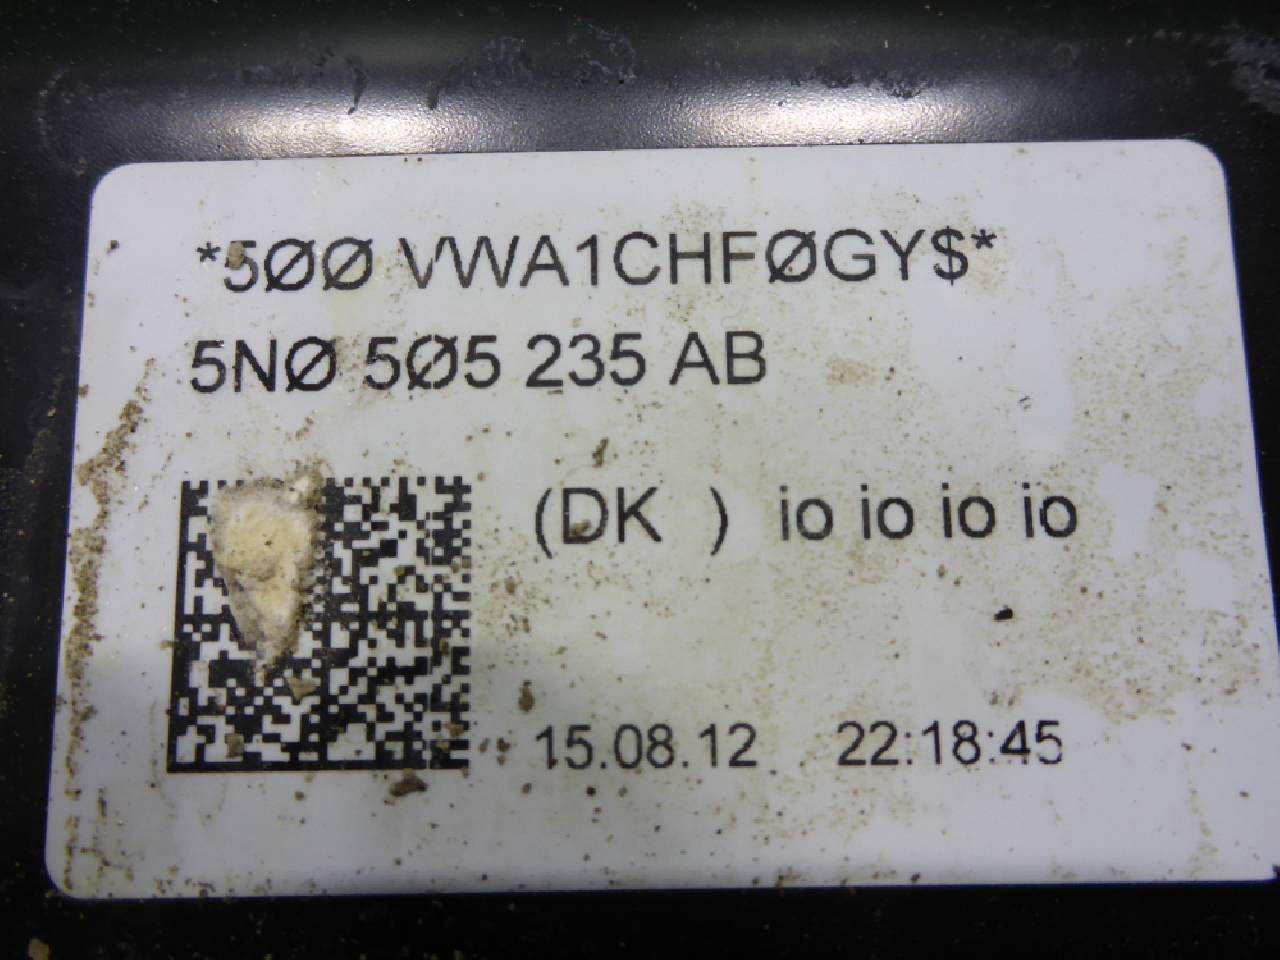 *5ØØ VWA1CHFØGY$*
5NØ 5Ø5 235 AB
(DK ) io io io io
15.08.12 22:18:45